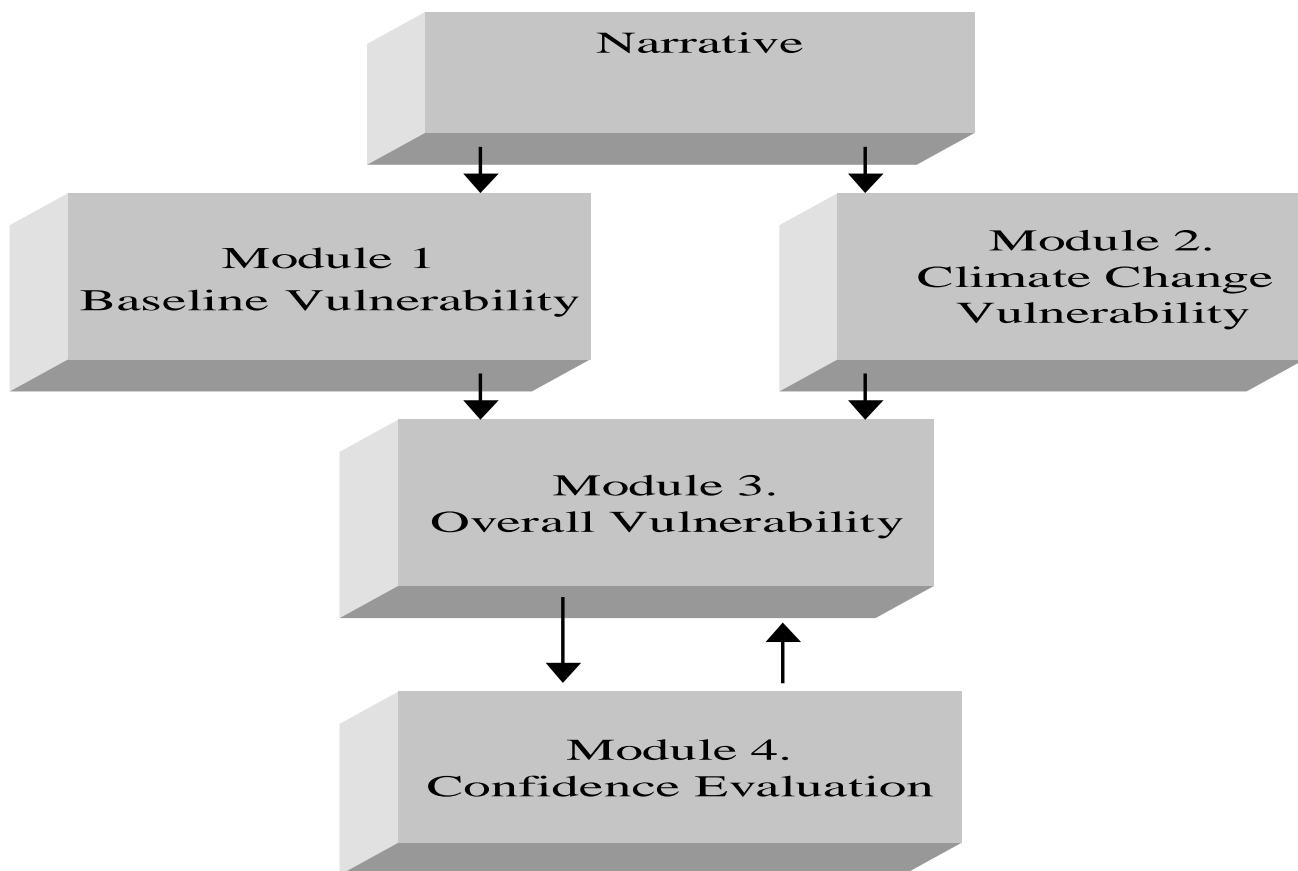 Narrative
Module 1
Baseline Vulnerability
Module 2.
Climate Change
Vulnerability
Module 3.
Overall Vulnerability
Module 4.
Confidence Evaluation